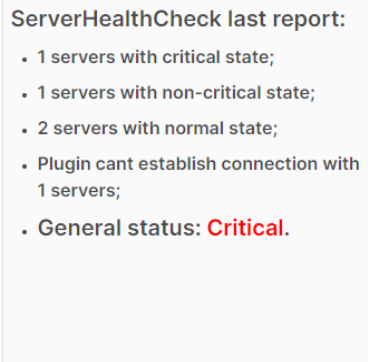 ServerHealthCheck last report:
1 servers with critical state;
1 servers with non-critical state;
2 servers with normal state;
Plugin cant establish connection with
1 servers;
General status: Critical.